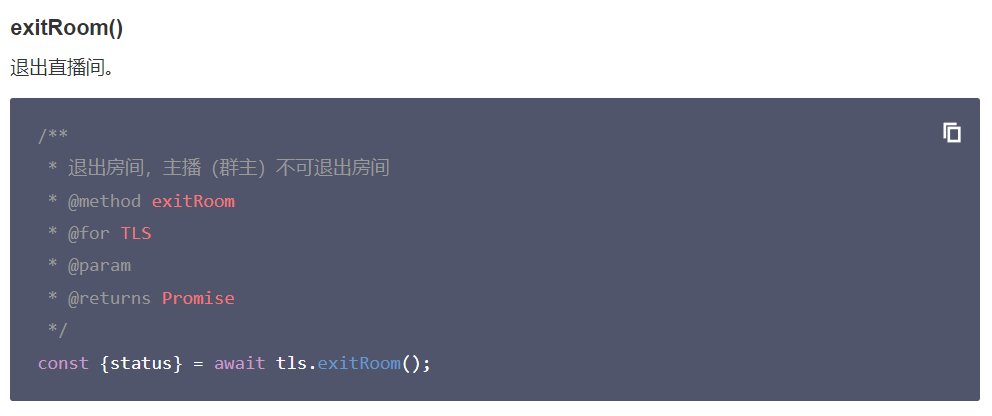 exitRoom()
退出直播间。
/**
 * 退出房间，主播（群主）不可退出房间
 * @method exitRoom
 * @for TLS
 * @param
 * @returns Promise
 */
const {status} = await tls.exitRoom();